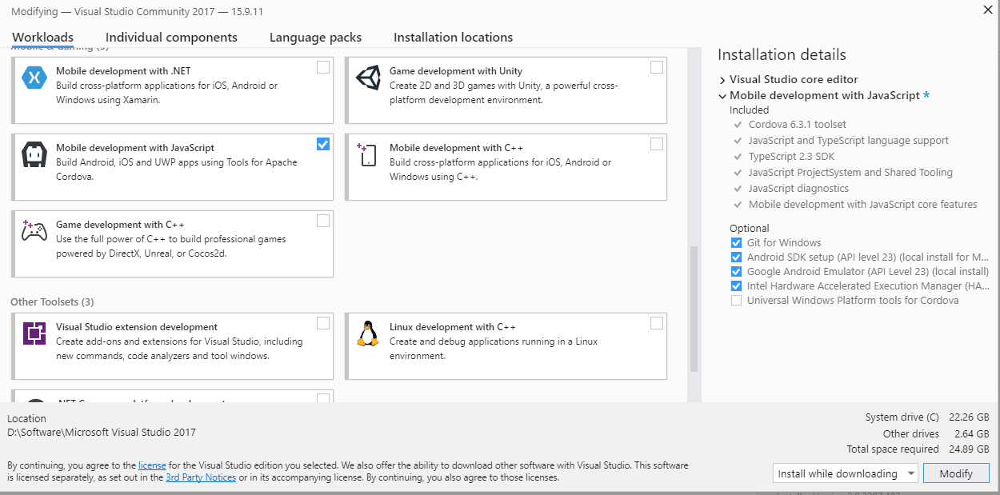 Modifying — Visual Studio Community 2017 — 15.9.11
Workloads
Individual components
Language packs
Installation locations
Mobile & Gaming (5)
Mobile development with .NET
Build cross-platform applications for iOS, Android or
Windows using Xamarin.
Game development with Unity
Create 2D and 3D games with Unity, a powerful cross-
platform development environment.
Mobile development with JavaScript
Build Android, iOS and UWP apps using Tools for Apache
Cordova.
Mobile development with C++
Build cross-platform applications for iOS, Android or
Windows using C++.
Game development with C++
Use the full power of C++ to build professional games
powered by DirectX, Unreal, or Cocos2d.
Other Toolsets (3)
Visual Studio extension development
Create add-ons and extensions for Visual Studio, including
new commands, code analyzers and tool windows.
Linux development with C++
Create and debug applications running in a Linux
environment.
Installation details
Visual Studio core editor
Mobile development with JavaScript *
Included
Cordova 6.3.1 toolset
JavaScript and TypeScript language support
TypeScript 2.3 SDK
JavaScript ProjectSystem and Shared Tooling
JavaScript diagnostics
Mobile development with JavaScript core features
Optional
Git for Windows
Android SDK setup (API level 23) (local install for M...
Google Android Emulator (API Level 23) (local install)
Intel Hardware Accelerated Execution Manager (HA...
Universal Windows Platform tools for Cordova
Location
D:\Software\Microsoft Visual Studio 2017
System drive (C) 22.26 GB
Other drives 2.64 GB
Total space required 24.89 GB
By continuing, you agree to the license for the Visual Studio edition you selected. We also offer the ability to download other software with Visual Studio. This software
is licensed separately, as set out in the 3rd Party Notices or in its accompanying license. By continuing, you also agree to those licenses.
Install while downloading
Modify